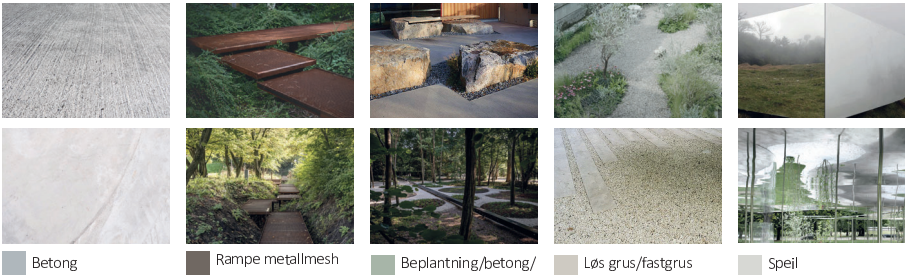 Betong
Rampe metallmesh
Beplantning/betong/
Løs grus/fastgrus
Speil